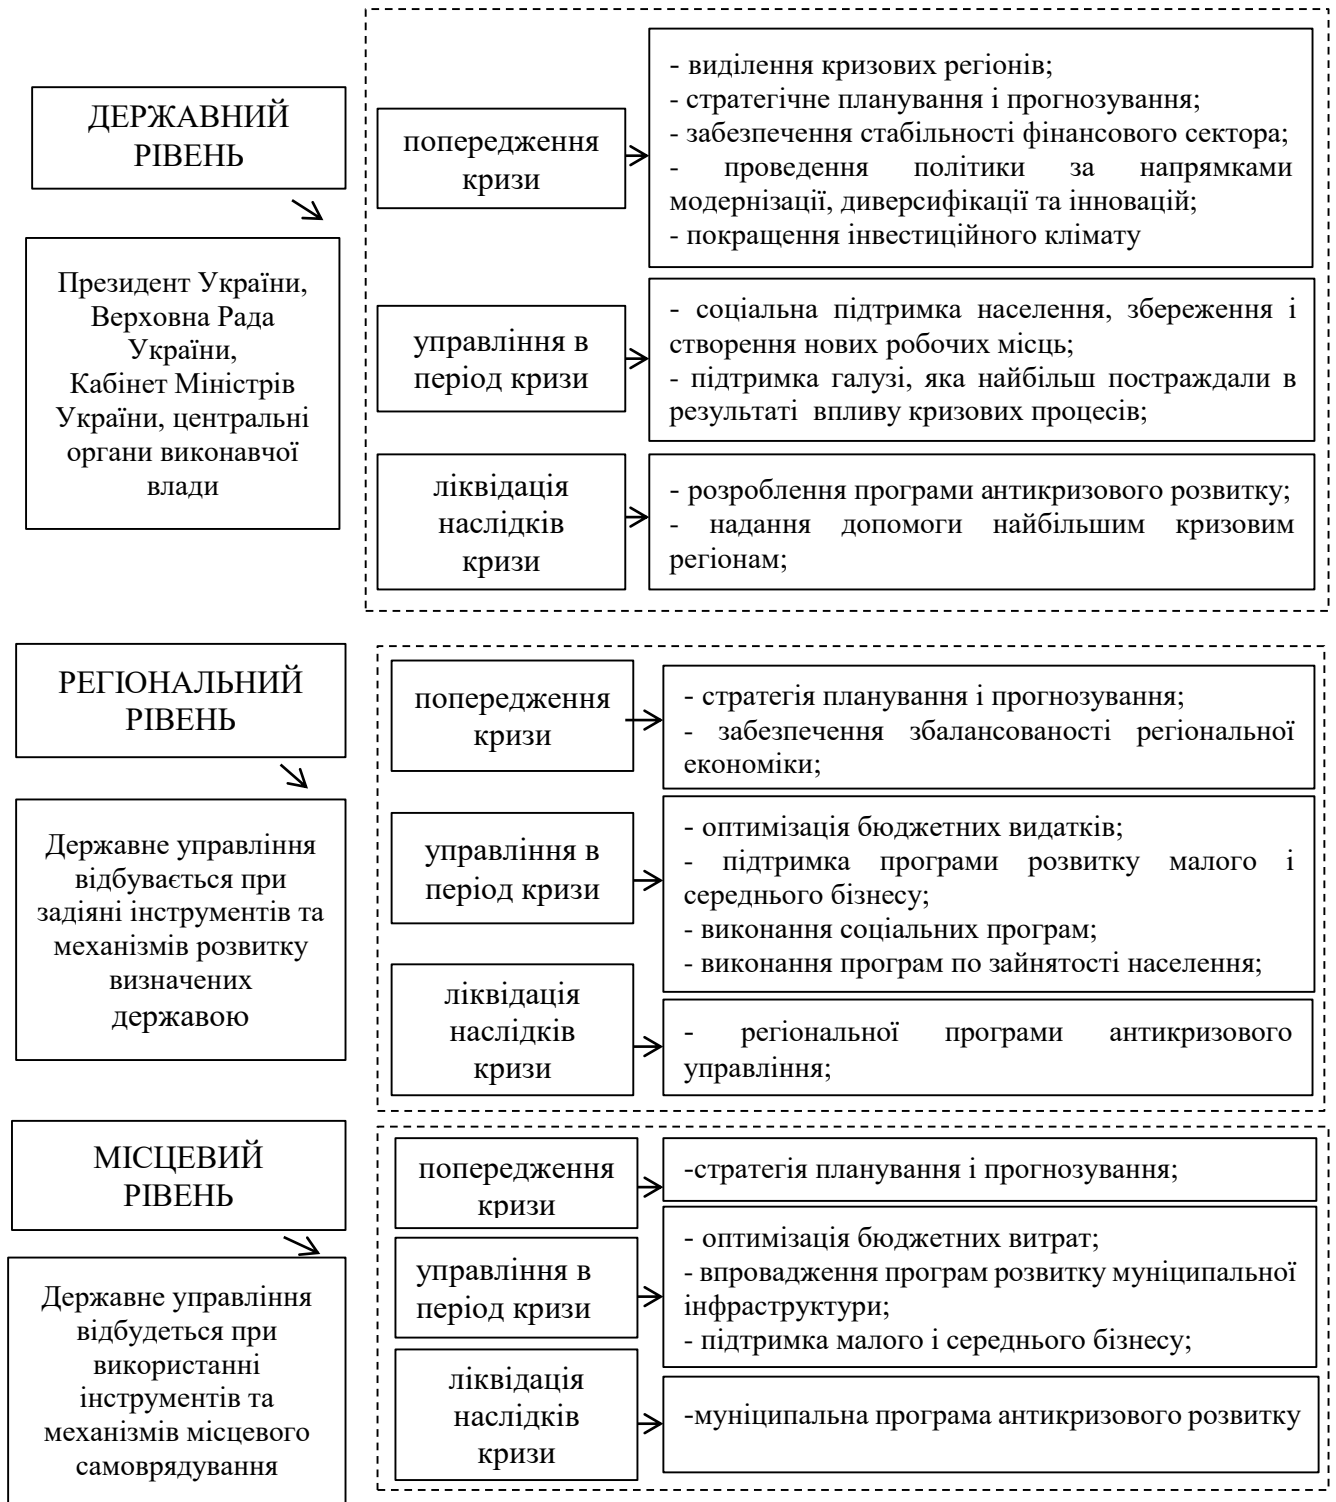 ДЕРЖАВНИЙ
РІВЕНЬ
Президент України,
Верховна Рада
України,
Кабінет Міністрів
України, центральні
органи виконавчої
влади
попередження
кризи
- виділення кризових регіонів;
- стратегічне планування і прогнозування;
- забезпечення стабільності фінансового сектора;
- проведення політики за напрямками
модернізації, диверсифікації та інновацій;
- покращення інвестиційного клімату
управління в
період кризи
- соціальна підтримка населення, збереження і
створення нових робочих місць;
- підтримка галузі, яка найбільш постраждали в
результаті впливу кризових процесів;
ліквідація
наслідків
кризи
- розроблення програми антикризового розвитку;
- надання допомоги найбільшим кризовим
регіонам;
РЕГІОНАЛЬНИЙ
РІВЕНЬ
Державне управління
відбувається при
задіяні інструментів та
механізмів розвитку
визначених
державою
попередження
кризи
- стратегія планування і прогнозування;
- забезпечення збалансованості регіональної
економіки;
управління в
період кризи
- оптимізація бюджетних видатків;
- підтримка програми розвитку малого і
середнього бізнесу;
- виконання соціальних програм;
- виконання програм по зайнятості населення;
ліквідація
наслідків
кризи
- регіональної програми антикризового
управління;
МІСЦЕВИЙ
РІВЕНЬ
Державне управління
відбудеться при
використанні
інструментів та
механізмів місцевого
самоврядування
попередження
кризи
-стратегія планування і прогнозування;
управління в
період кризи
- оптимізація бюджетних витрат;
- впровадження програм розвитку муніципальної
інфраструктури;
- підтримка малого і середнього бізнесу;
ліквідація
наслідків
кризи
-муніципальна програма антикризового розвитку